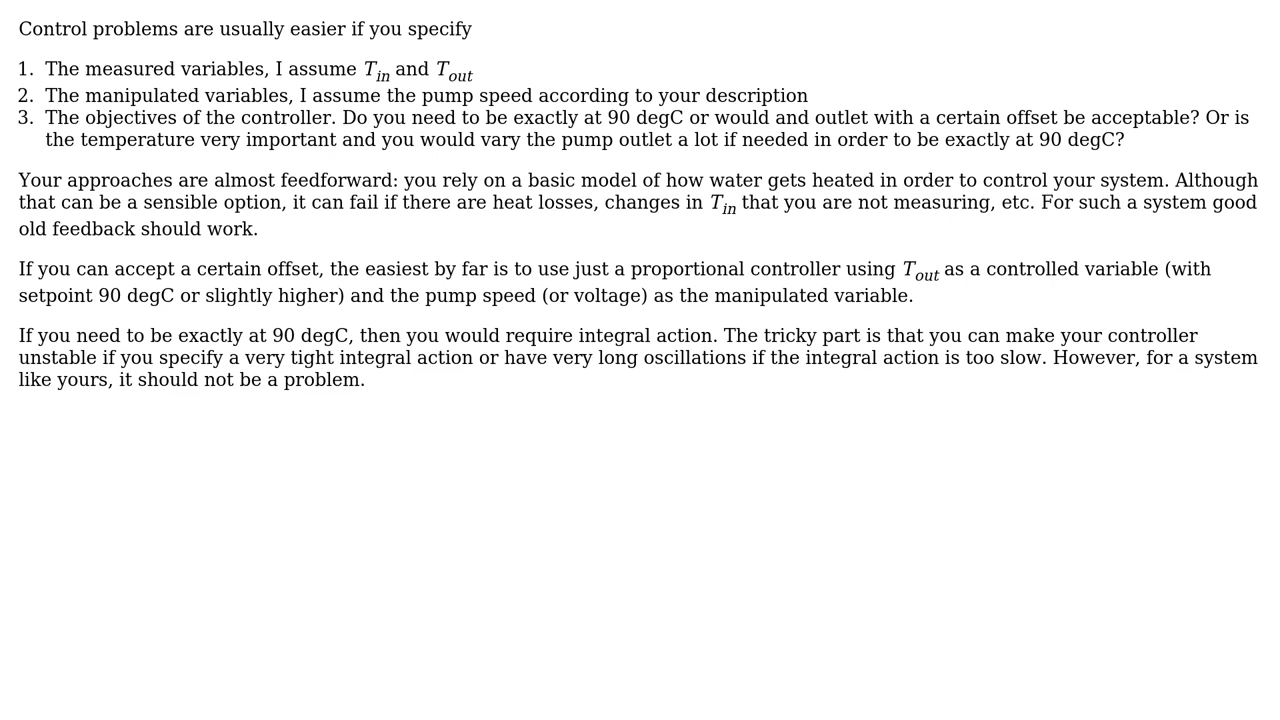 Control problems are usually easier if you specify
1. The measured variables, I assume T_in and T_out
2. The manipulated variables, I assume the pump speed according to your description
3. The objectives of the controller. Do you need to be exactly at 90 degC or would and outlet with a certain offset be acceptable? Or is
the temperature very important and you would vary the pump outlet a lot if needed in order to be exactly at 90 degC?
Your approaches are almost feedforward: you rely on a basic model of how water gets heated in order to control your system. Although
that can be a sensible option, it can fail if there are heat losses, changes in T_in that you are not measuring, etc. For such a system good
old feedback should work.
If you can accept a certain offset, the easiest by far is to use just a proportional controller using T_out as a controlled variable (with
setpoint 90 degC or slightly higher) and the pump speed (or voltage) as the manipulated variable.
If you need to be exactly at 90 degC, then you would require integral action. The tricky part is that you can make your controller
unstable if you specify a very tight integral action or have very long oscillations if the integral action is too slow. However, for a system
like yours, it should not be a problem.